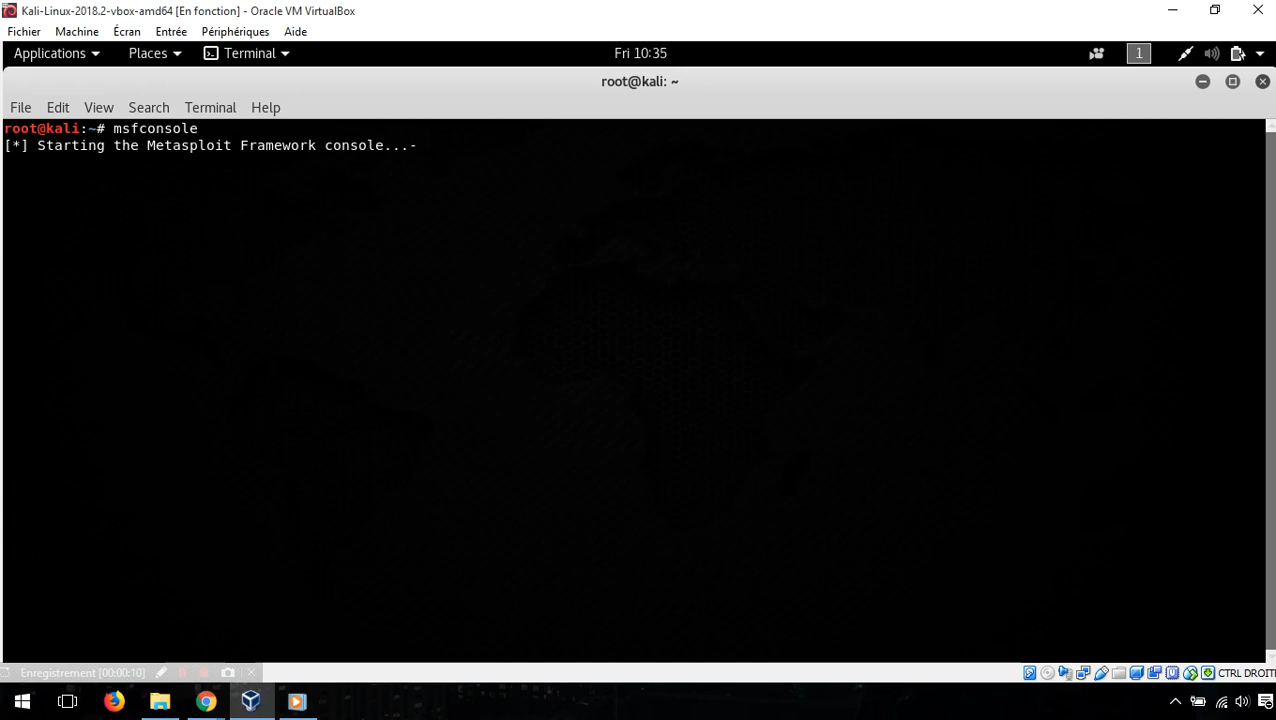 Kali-Linux-2018.2-vbox-amd64 [En fonction] - Oracle VM VirtualBox
Fichier Machine Écran Entrée Périphériques Aide
Applications Places Terminal Fri 10:35 1
root@kali: ~
File Edit View Search Terminal Help
root@kali:~# msfconsole
[*] Starting the Metasploit Framework console...-
Enregistrement [00:00:10]
CTRL DROITE